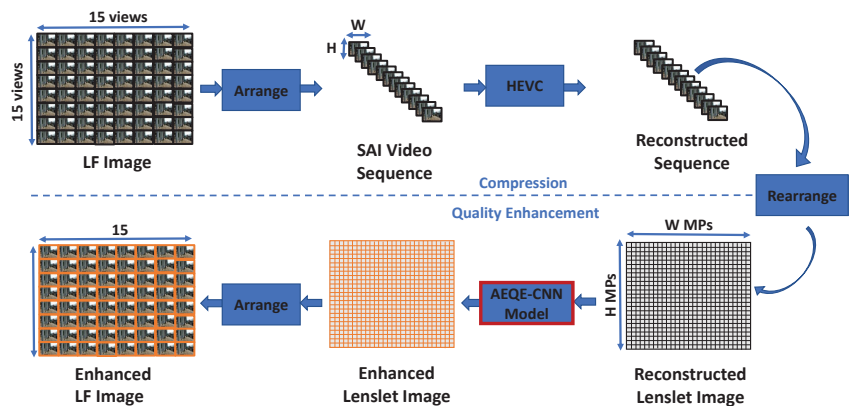 15 views
15 views
LF Image
Arrange
W
H
SAI Video
Sequence
HEVC
Reconstructed
Sequence
Compression
Quality Enhancement
Rearrange
W MPs
H MPs
Reconstructed
Lenslet Image
AEQE-CNN
Model
Enhanced
Lenslet Image
Arrange
15
Enhanced
LF Image